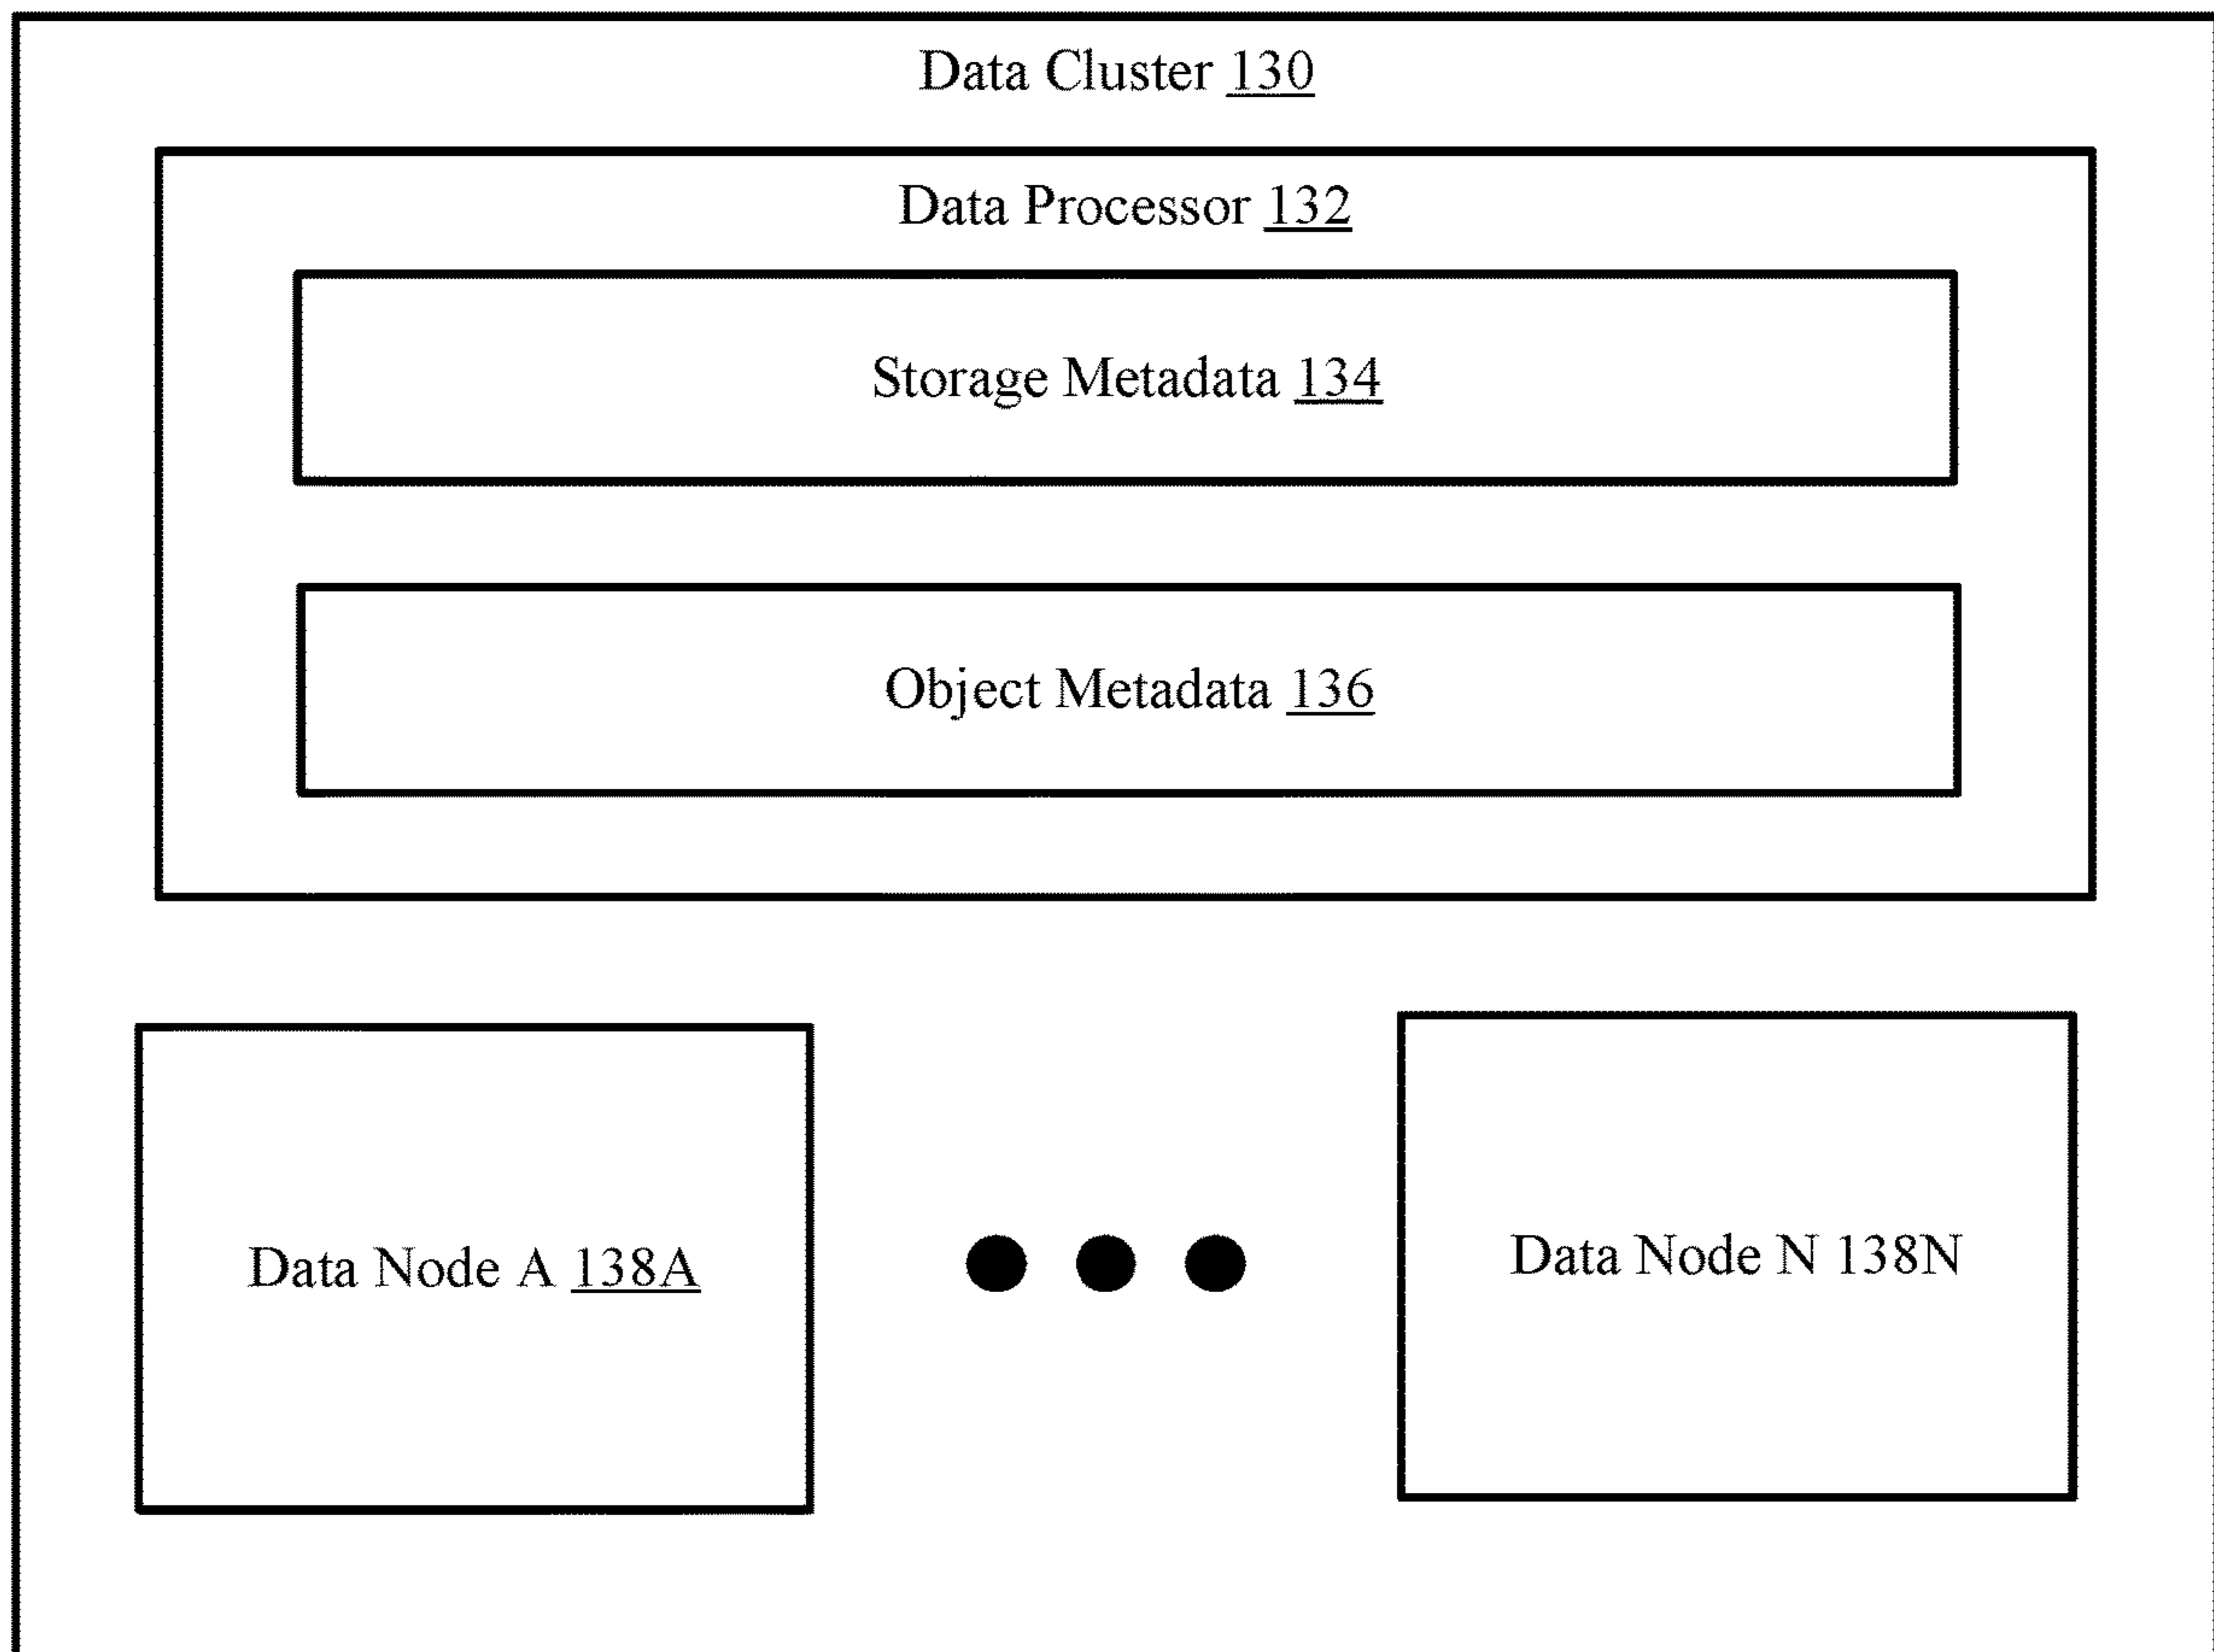 Data Cluster 130
Data Processor 132
Storage Metadata 134
Object Metadata 136
Data Node A 138A
Data Node N 138N